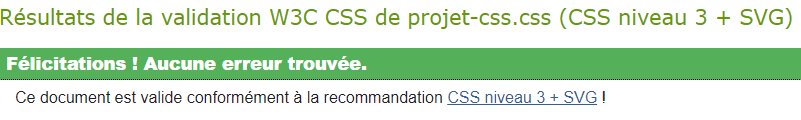 Résultats de la validation W3C CSS de projet-css.css (CSS niveau 3 + SVG)
Félicitations ! Aucune erreur trouvée.
Ce document est valide conformément à la recommandation CSS niveau 3 + SVG !